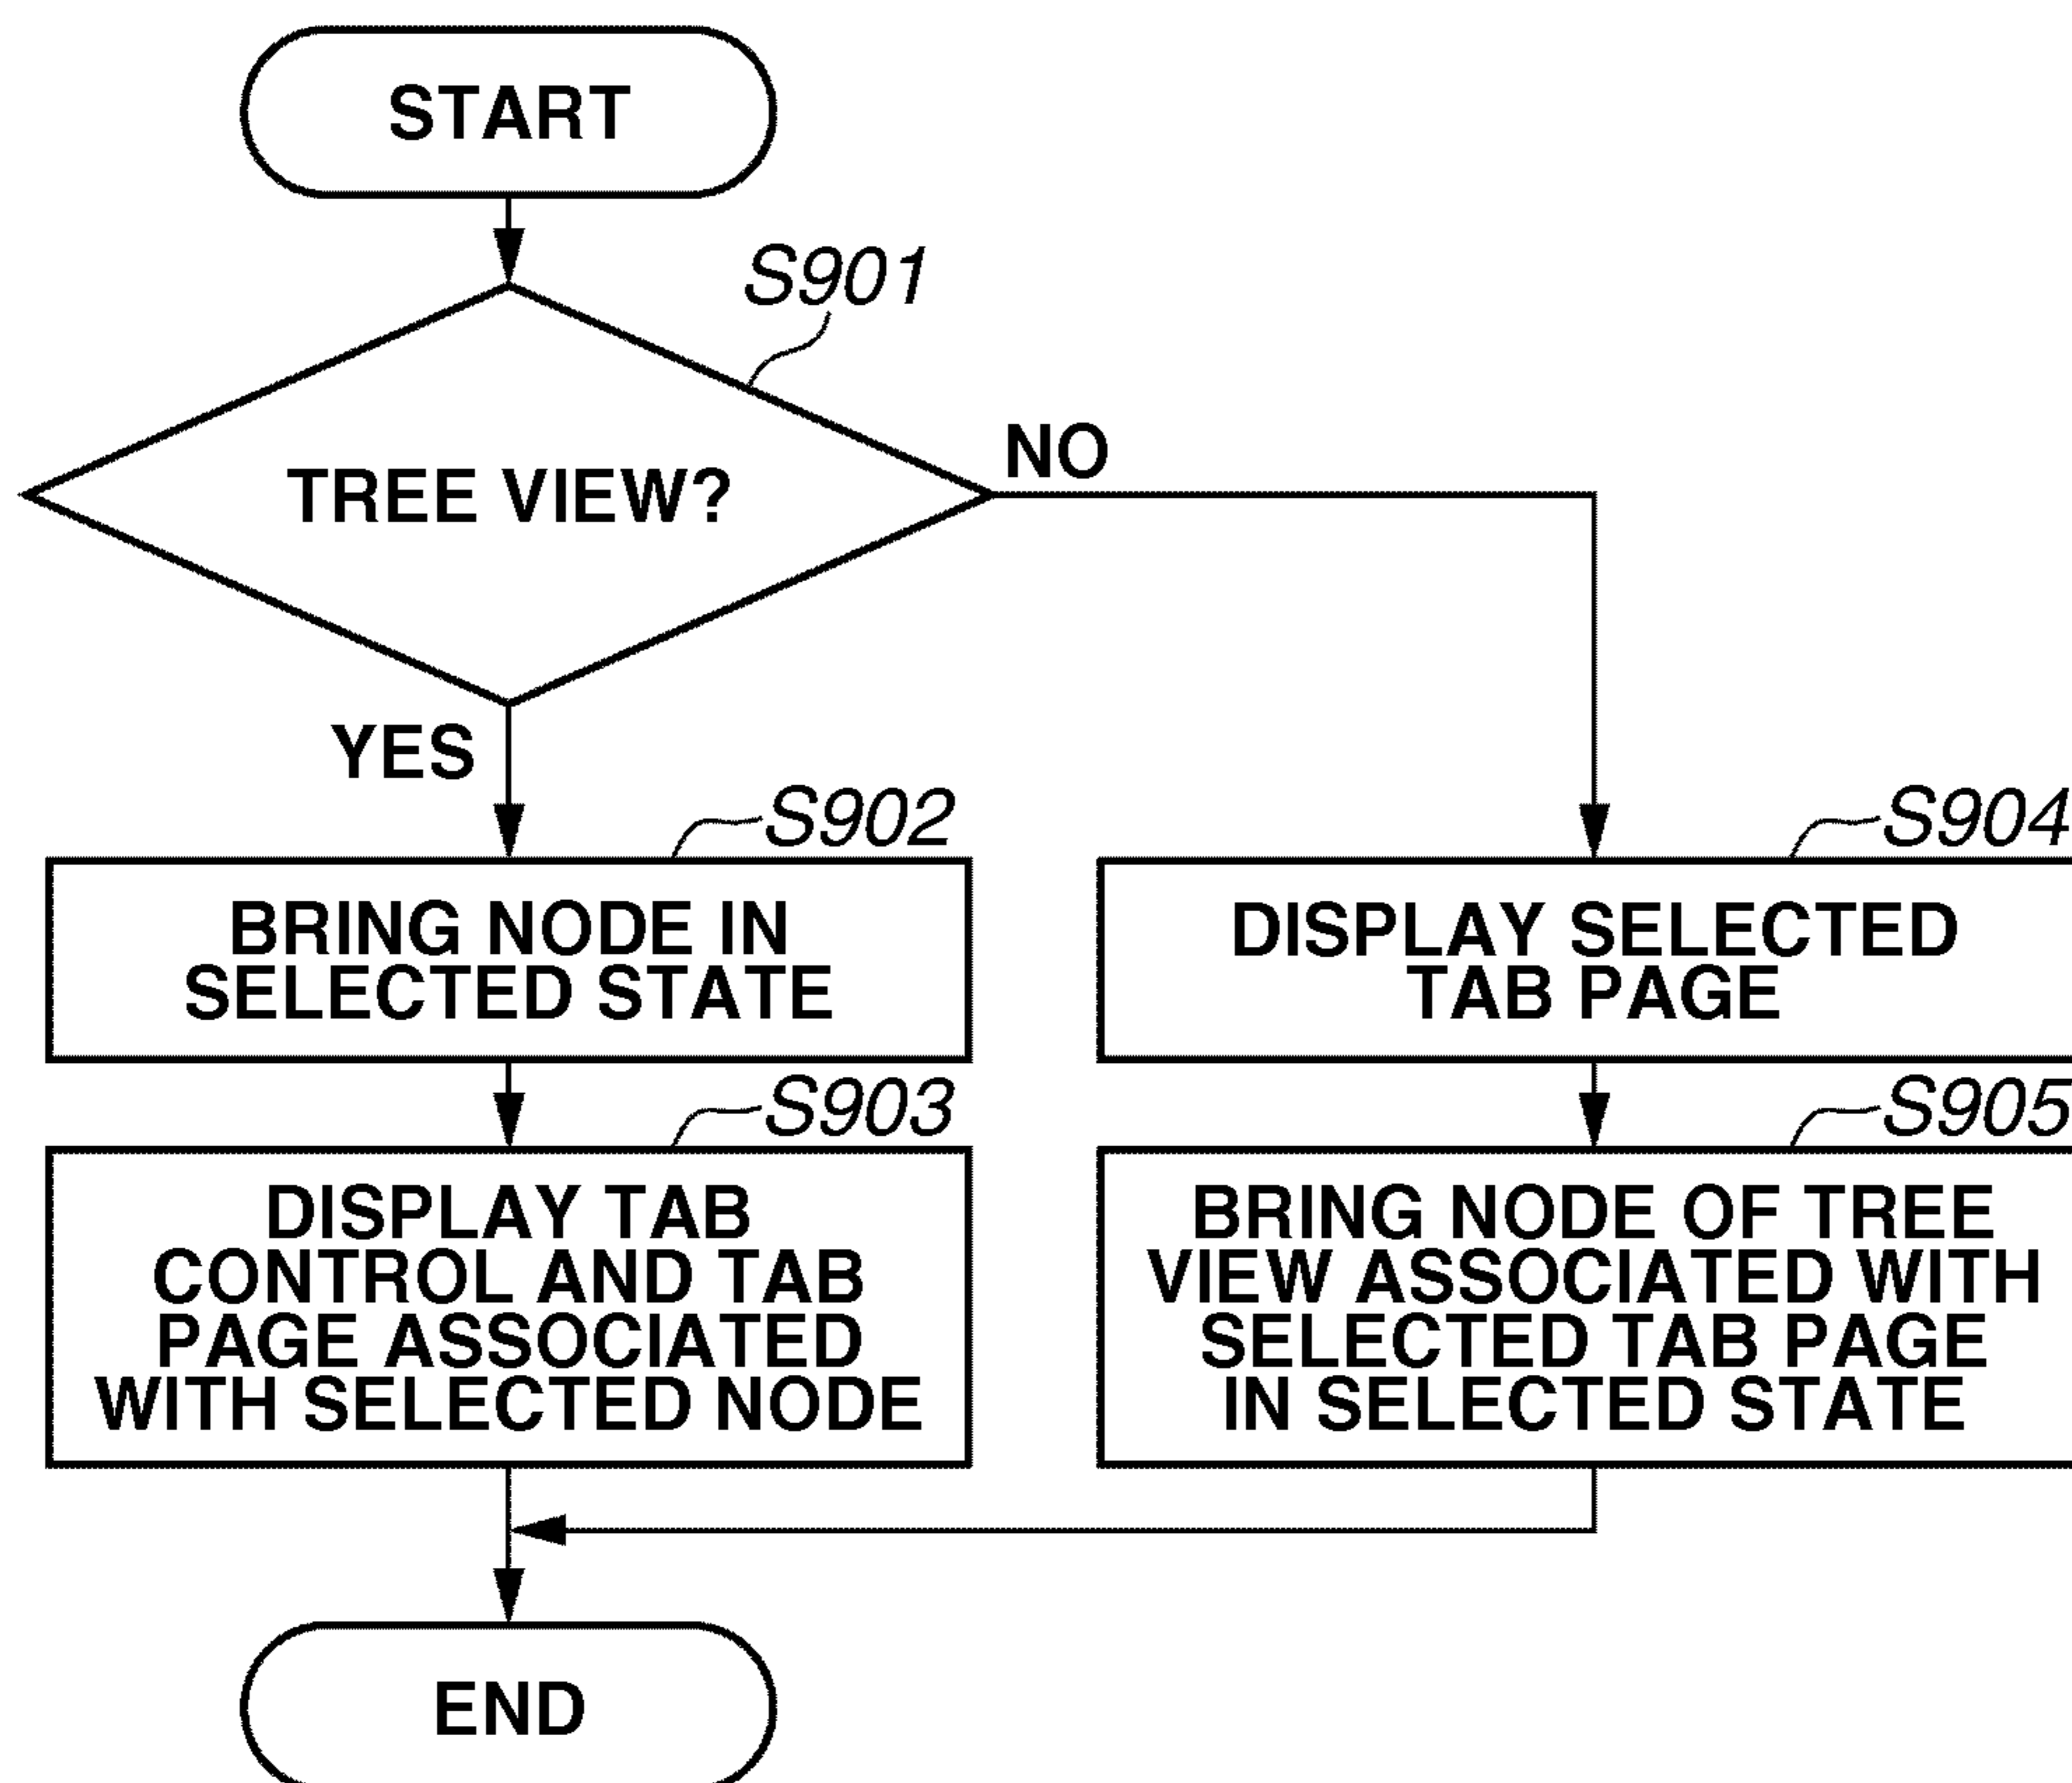 START
S901
TREE VIEW?
NO
YES
S902
BRING NODE IN
SELECTED STATE
S904
DISPLAY SELECTED
TAB PAGE
S903
DISPLAY TAB
CONTROL AND TAB
PAGE ASSOCIATED
WITH SELECTED NODE
S905
BRING NODE OF TREE
VIEW ASSOCIATED WITH
SELECTED TAB PAGE
IN SELECTED STATE
END